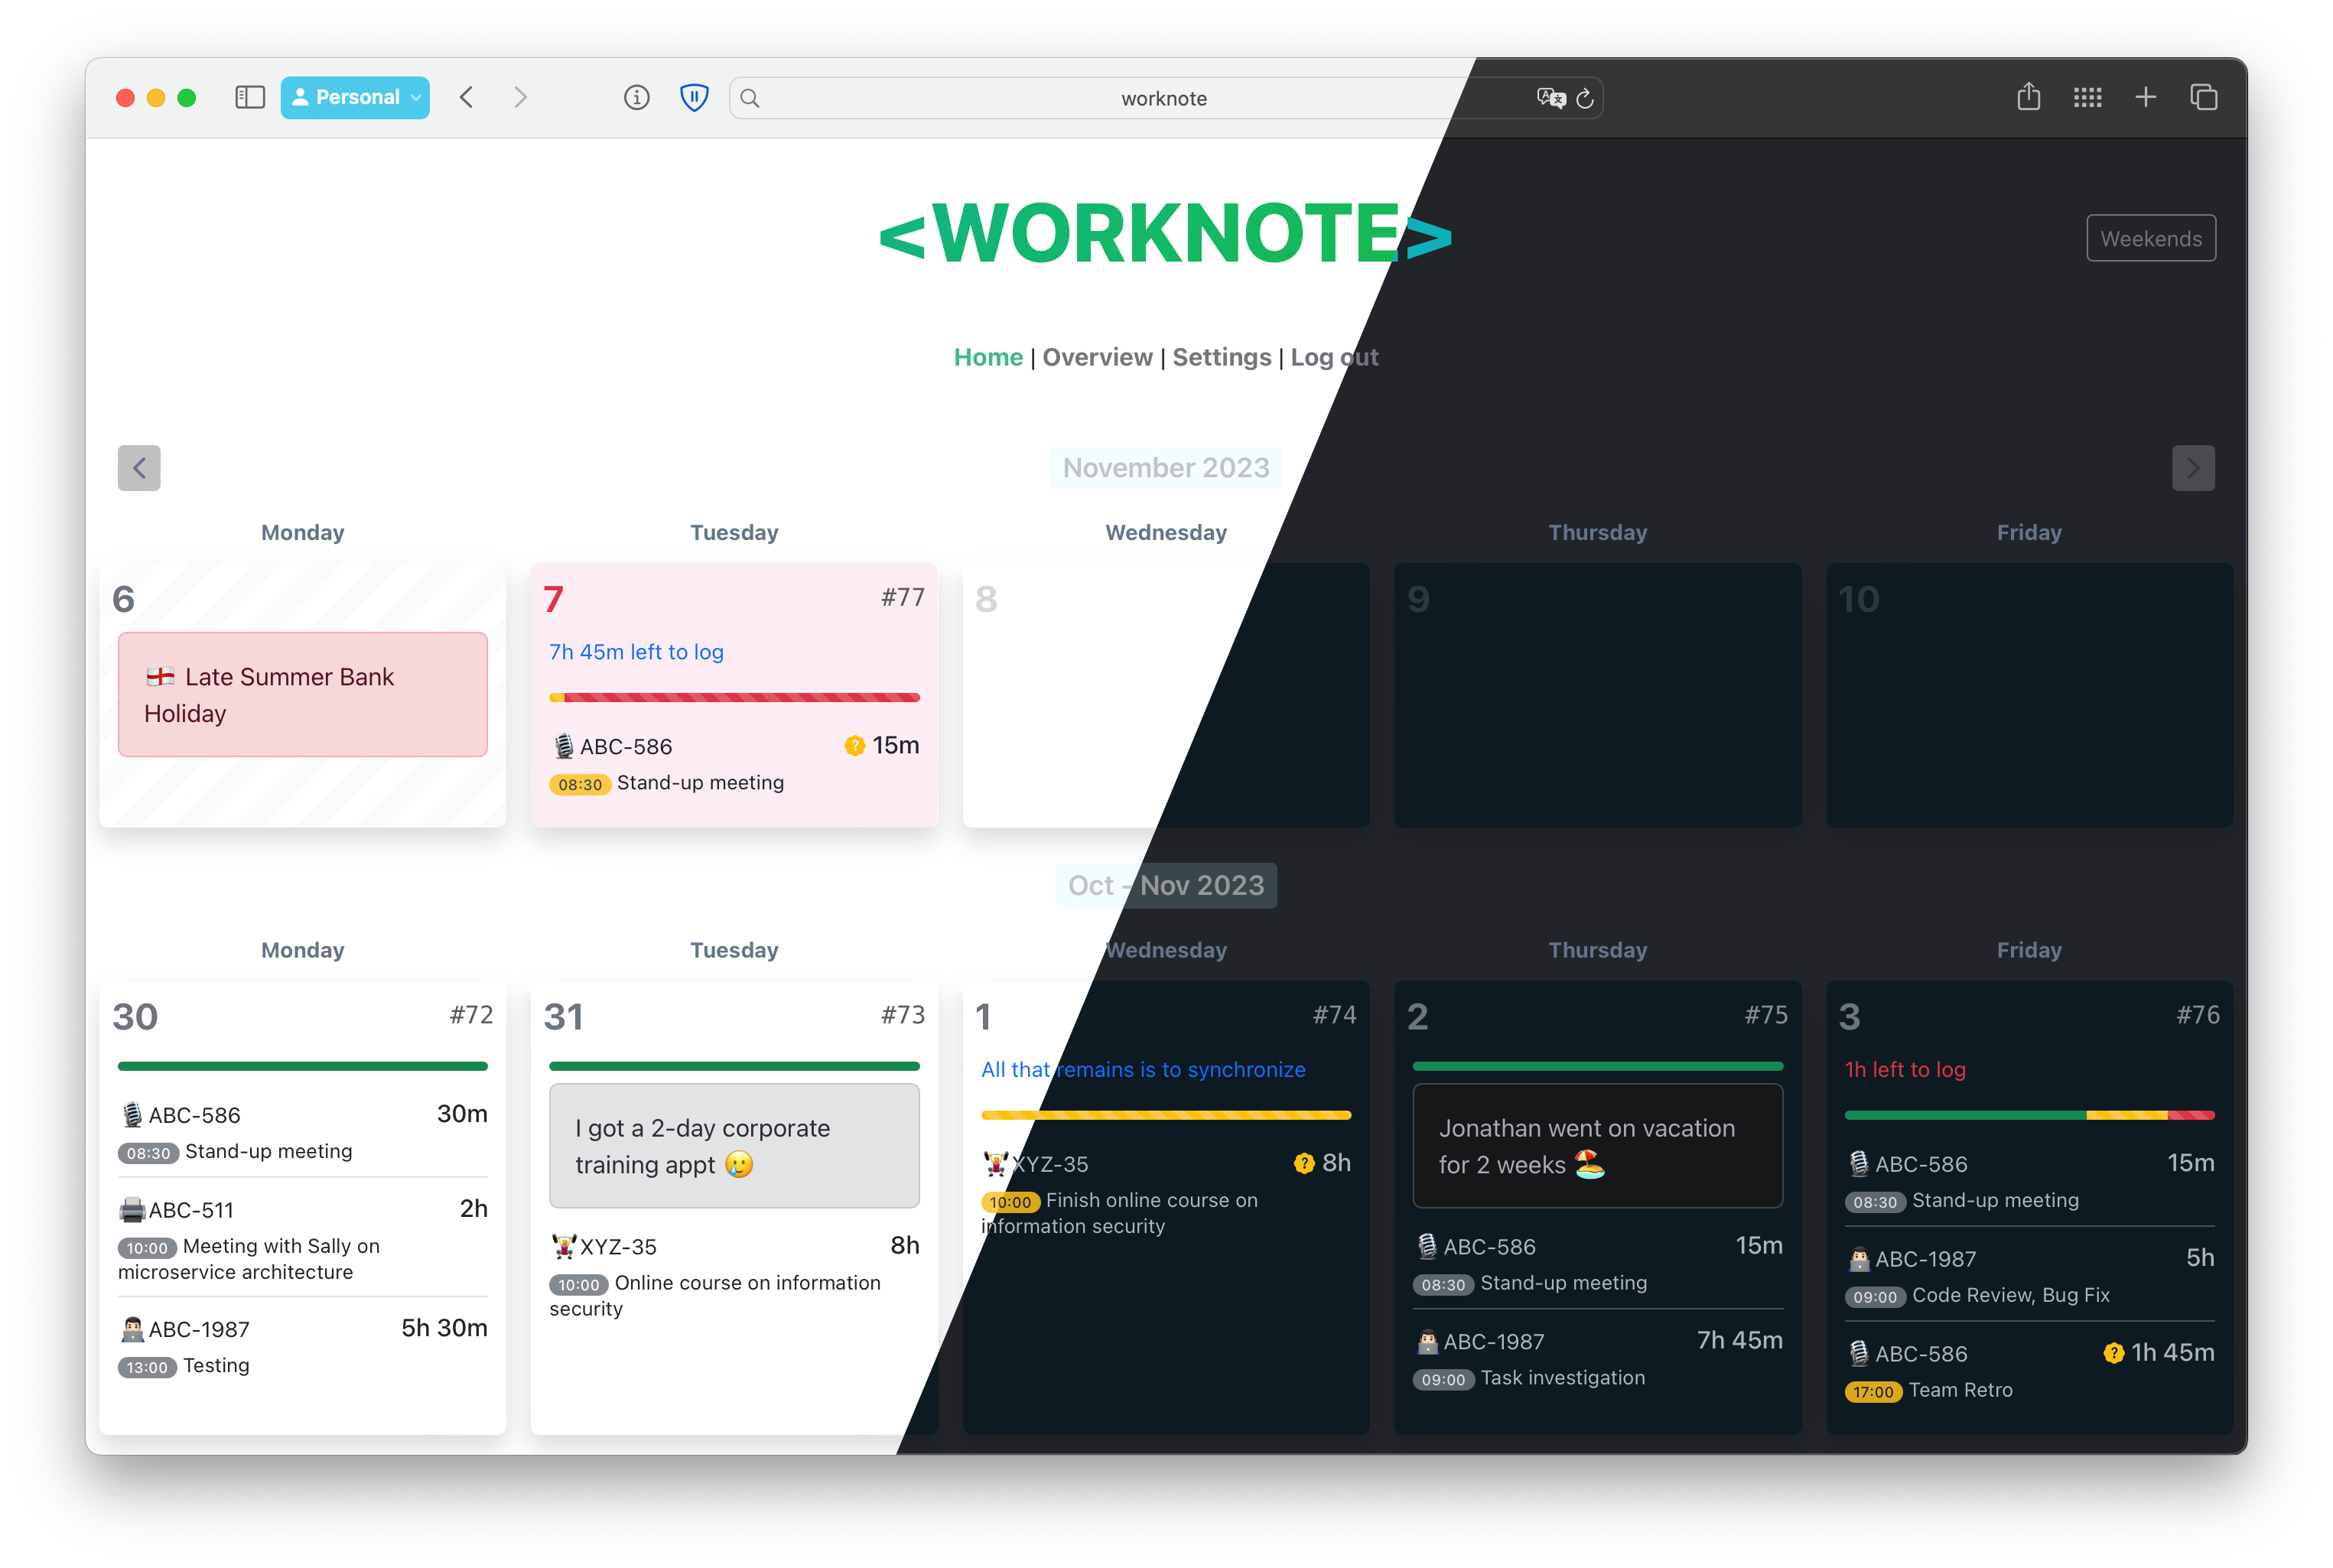 Personal
worknote
<WORKNOTE>
Weekends
Home | Overview | Settings | Log out
November 2023
Monday Tuesday Wednesday Thursday Friday
6
🏴󠁧󠁢󠁥󠁮󠁧󠁿 Late Summer Bank
Holiday
7 #77
7h 45m left to log
🎙️ABC-586 ? 15m
08:30 Stand-up meeting
8
9
10
Oct - Nov 2023
Monday Tuesday Wednesday Thursday Friday
30 #72
🎙️ABC-586 30m
08:30 Stand-up meeting
🖨️ABC-511 2h
10:00 Meeting with Sally on
microservice architecture
👨🏻‍💻ABC-1987 5h 30m
13:00 Testing
31 #73
I got a 2-day corporate
training appt 🥲
🏋🏻‍♀️XYZ-35 8h
10:00 Online course on information
security
1 #74
All that remains is to synchronize
🏋🏻‍♀️XYZ-35 ? 8h
10:00 Finish online course on
information security
2 #75
Jonathan went on vacation
for 2 weeks 🏖️
🎙️ABC-586 15m
08:30 Stand-up meeting
👨🏻‍💻ABC-1987 7h 45m
09:00 Task investigation
3 #76
1h left to log
🎙️ABC-586 15m
08:30 Stand-up meeting
👨🏻‍💻ABC-1987 5h
09:00 Code Review, Bug Fix
🎙️ABC-586 ? 1h 45m
17:00 Team Retro